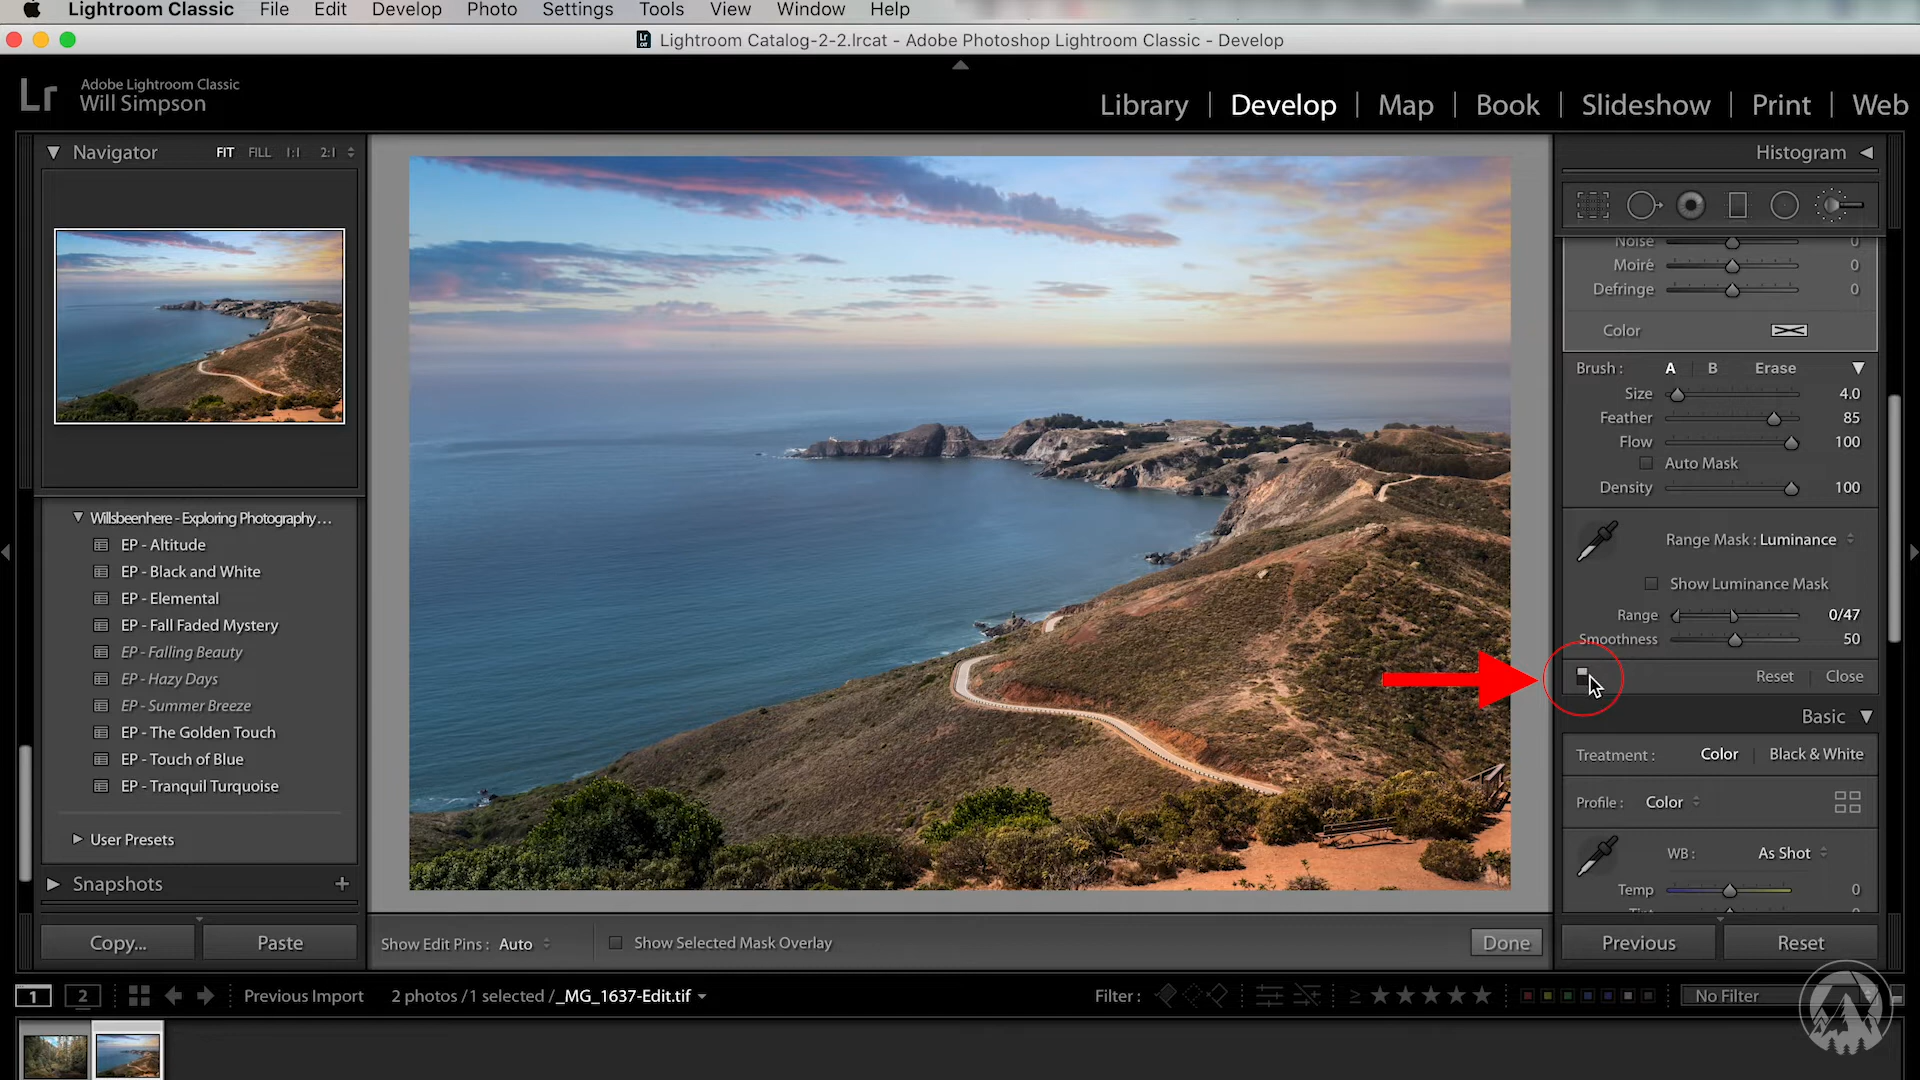 Lightroom Classic File Edit Develop Photo Settings Tools View Window Help
Lightroom Catalog-2-2.lrcat - Adobe Photoshop Lightroom Classic - Develop
Lr
Adobe Lightroom Classic
Will Simpson
Library | Develop | Map | Book | Slideshow | Print | Web
Navigator FIT FILL 1:1 2:1
Willsbeenhere - Exploring Photography…
EP - Altitude
EP - Black and White
EP - Elemental
EP - Fall Faded Mystery
EP - Falling Beauty
EP - Hazy Days
EP - Summer Breeze
EP - The Golden Touch
EP - Touch of Blue
EP - Tranquil Turquoise
User Presets
Snapshots +
Copy... Paste
Show Edit Pins : Auto Show Selected Mask Overlay Done
Histogram
Noise 0
Moiré 0
Defringe 0
Color
Brush : A | B Erase
Size 4.0
Feather 85
Flow 100
Auto Mask
Density 100
Range Mask : Luminance
Show Luminance Mask
Range 0/47
Smoothness 50
Reset | Close
Basic
Treatment : Color | Black & White
Profile : Color
WB : As Shot
Temp 0
Tint
Previous Reset
1 2 Previous Import 2 photos /1 selected /_MG_1637-Edit.tif Filter : ≥ ★★★★★ No Filter